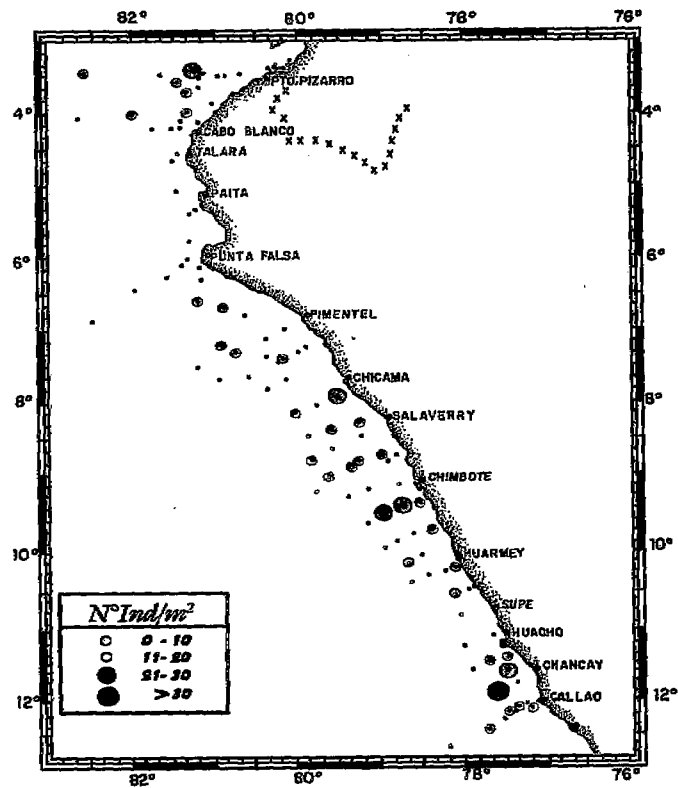 82° 80° 78° 76°
PTO.PIZARRO
4° 4°
CABO BLANCO
TALARA
PAITA
PUNTA FALSA
6° 6°
PIMENTEL
CHICAMA
8° 8°
SALAVERRY
CHIMBOTE
10° 10°
HUARMEY
SUPE
HUACHO
CHANCAY
CALLAO
N°Ind/m²
0 - 10
11- 20
21- 30
>30
12° 12°
82° 80° 78° 76°